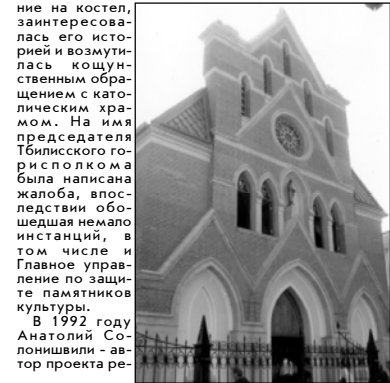 ние на костел,
заинтересова-
лась его исто-
рией и возмути-
лась кощун-
ственным обра-
щением с като-
лическим хра-
мом. На имя
председателя
Тбилисского го-
рисполкома
была написана
жалоба, впос-
ледствии обо-
шедшая немало
инстанций, в
том числе и
Главное управ-
ление по защи-
те памятников
культуры.
В 1992 году
Анатолий Со-
лонишвили - ав-
тор проекта ре-